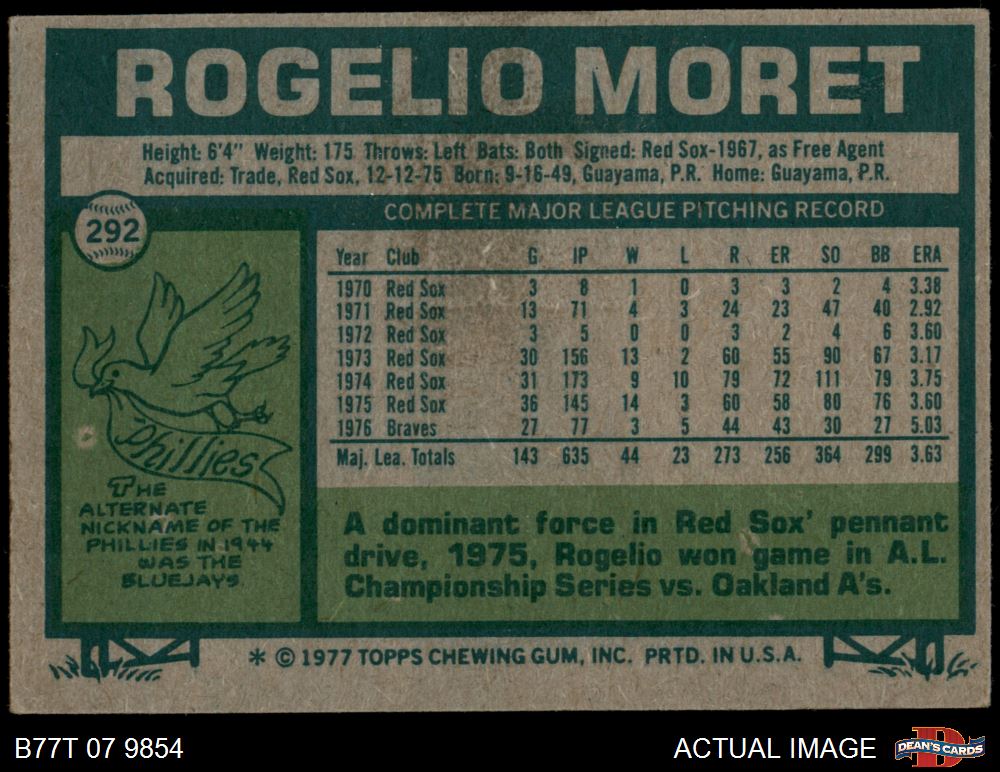 ROGELIO MORET
Height: 6'4" Weight: 175 Throws: Left Bats: Both Signed: Red Sox-1967, as Free Agent
Acquired: Trade, Red Sox, 12-12-75 Born: 9-16-49, Guayama, P.R. Home: Guayama, P.R.
292
COMPLETE MAJOR LEAGUE PITCHING RECORD
Year Club G IP W L R ER SO BB ERA
1970 Red Sox 3 8 1 0 3 3 2 4 3.38
1971 Red Sox 13 71 4 3 24 23 47 40 2.92
1972 Red Sox 3 5 0 0 3 2 4 6 3.60
1973 Red Sox 30 156 13 2 60 55 90 67 3.17
1974 Red Sox 31 173 9 10 79 72 111 79 3.75
1975 Red Sox 36 145 14 3 60 58 80 76 3.60
1976 Braves 27 77 3 5 44 43 30 27 5.03
Maj. Lea. Totals 143 635 44 23 273 256 364 299 3.63
Phillies
THE
ALTERNATE
NICKNAME OF THE
PHILLIES IN 1944
WAS THE
BLUEJAYS
A dominant force in Red Sox' pennant
drive, 1975, Rogelio won game in A.L.
Championship Series vs. Oakland A's.
* © 1977 TOPPS CHEWING GUM, INC. PRTD. IN U.S.A.
B77T 07 9854
ACTUAL IMAGE
D
DEAN'S CARDS